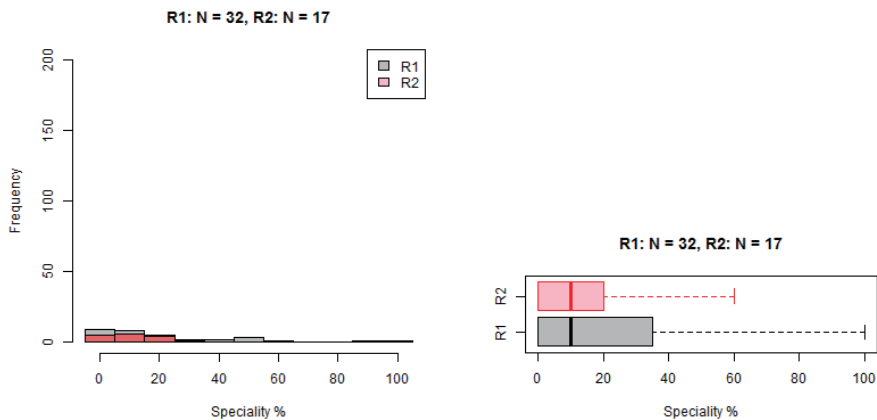 R1: N = 32, R2: N = 17
R1
R2
Frequency
200
150
100
50
0
0 20 40 60 80 100
Speciality %
R1: N = 32, R2: N = 17
R2
R1
0 20 40 60 80 100
Speciality %